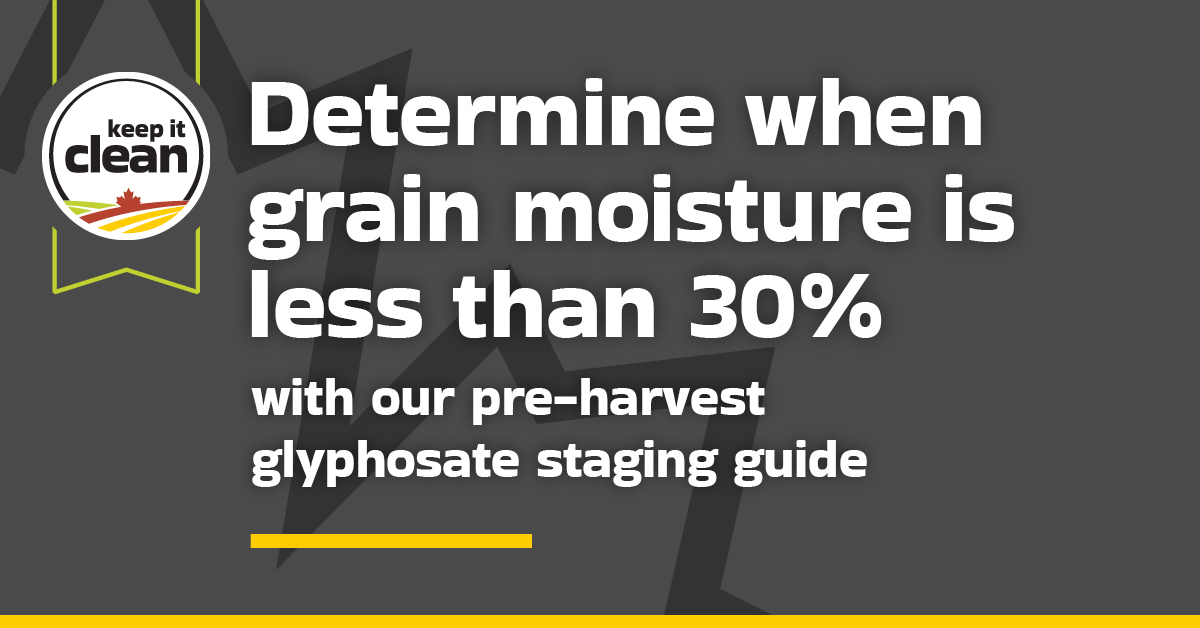 keep it
clean
Determine when
grain moisture is
less than 30%
with our pre-harvest
glyphosate staging guide